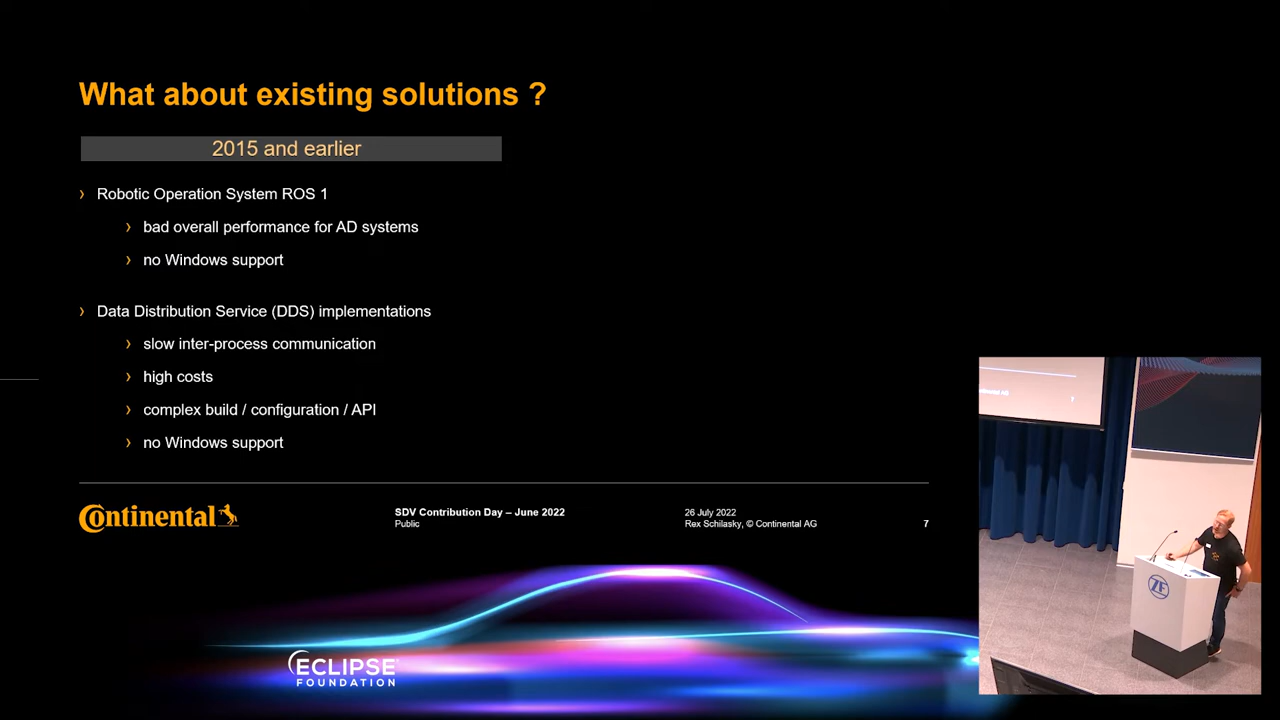 What about existing solutions ?
2015 and earlier
› Robotic Operation System ROS 1
› bad overall performance for AD systems
› no Windows support
› Data Distribution Service (DDS) implementations
› slow inter-process communication
› high costs
› complex build / configuration / API
› no Windows support
Continental
SDV Contribution Day – June 2022
Public
26 July 2022
Rex Schilasky, © Continental AG
7
ECLIPSE
FOUNDATION
ZF
7